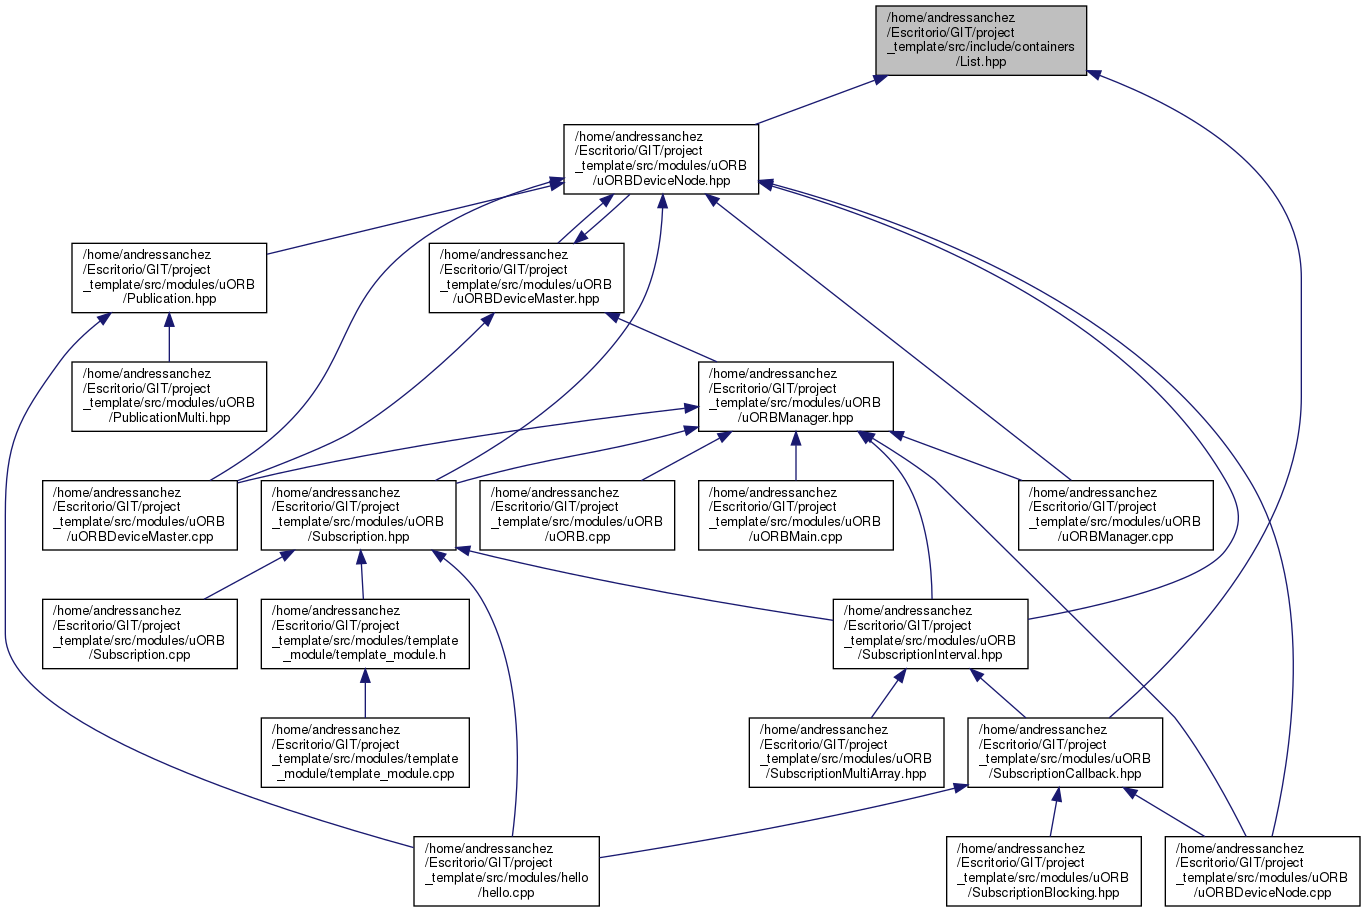 /home/andressanchez
/Escritorio/GIT/project
_template/src/include/containers
/List.hpp
/home/andressanchez
/Escritorio/GIT/project
_template/src/modules/uORB
/uORBDeviceNode.hpp
/home/andressanchez
/Escritorio/GIT/project
_template/src/modules/uORB
/Publication.hpp
/home/andressanchez
/Escritorio/GIT/project
_template/src/modules/uORB
/uORBDeviceMaster.hpp
/home/andressanchez
/Escritorio/GIT/project
_template/src/modules/uORB
/PublicationMulti.hpp
/home/andressanchez
/Escritorio/GIT/project
_template/src/modules/uORB
/uORBManager.hpp
/home/andressanchez
/Escritorio/GIT/project
_template/src/modules/uORB
/uORBDeviceMaster.cpp
/home/andressanchez
/Escritorio/GIT/project
_template/src/modules/uORB
/Subscription.hpp
/home/andressanchez
/Escritorio/GIT/project
_template/src/modules/uORB
/uORB.cpp
/home/andressanchez
/Escritorio/GIT/project
_template/src/modules/uORB
/uORBMain.cpp
/home/andressanchez
/Escritorio/GIT/project
_template/src/modules/uORB
/uORBManager.cpp
/home/andressanchez
/Escritorio/GIT/project
_template/src/modules/uORB
/Subscription.cpp
/home/andressanchez
/Escritorio/GIT/project
_template/src/modules/template
_module/template_module.h
/home/andressanchez
/Escritorio/GIT/project
_template/src/modules/uORB
/SubscriptionInterval.hpp
/home/andressanchez
/Escritorio/GIT/project
_template/src/modules/template
_module/template_module.cpp
/home/andressanchez
/Escritorio/GIT/project
_template/src/modules/uORB
/SubscriptionMultiArray.hpp
/home/andressanchez
/Escritorio/GIT/project
_template/src/modules/uORB
/SubscriptionCallback.hpp
/home/andressanchez
/Escritorio/GIT/project
_template/src/modules/hello
/hello.cpp
/home/andressanchez
/Escritorio/GIT/project
_template/src/modules/uORB
/SubscriptionBlocking.hpp
/home/andressanchez
/Escritorio/GIT/project
_template/src/modules/uORB
/uORBDeviceNode.cpp